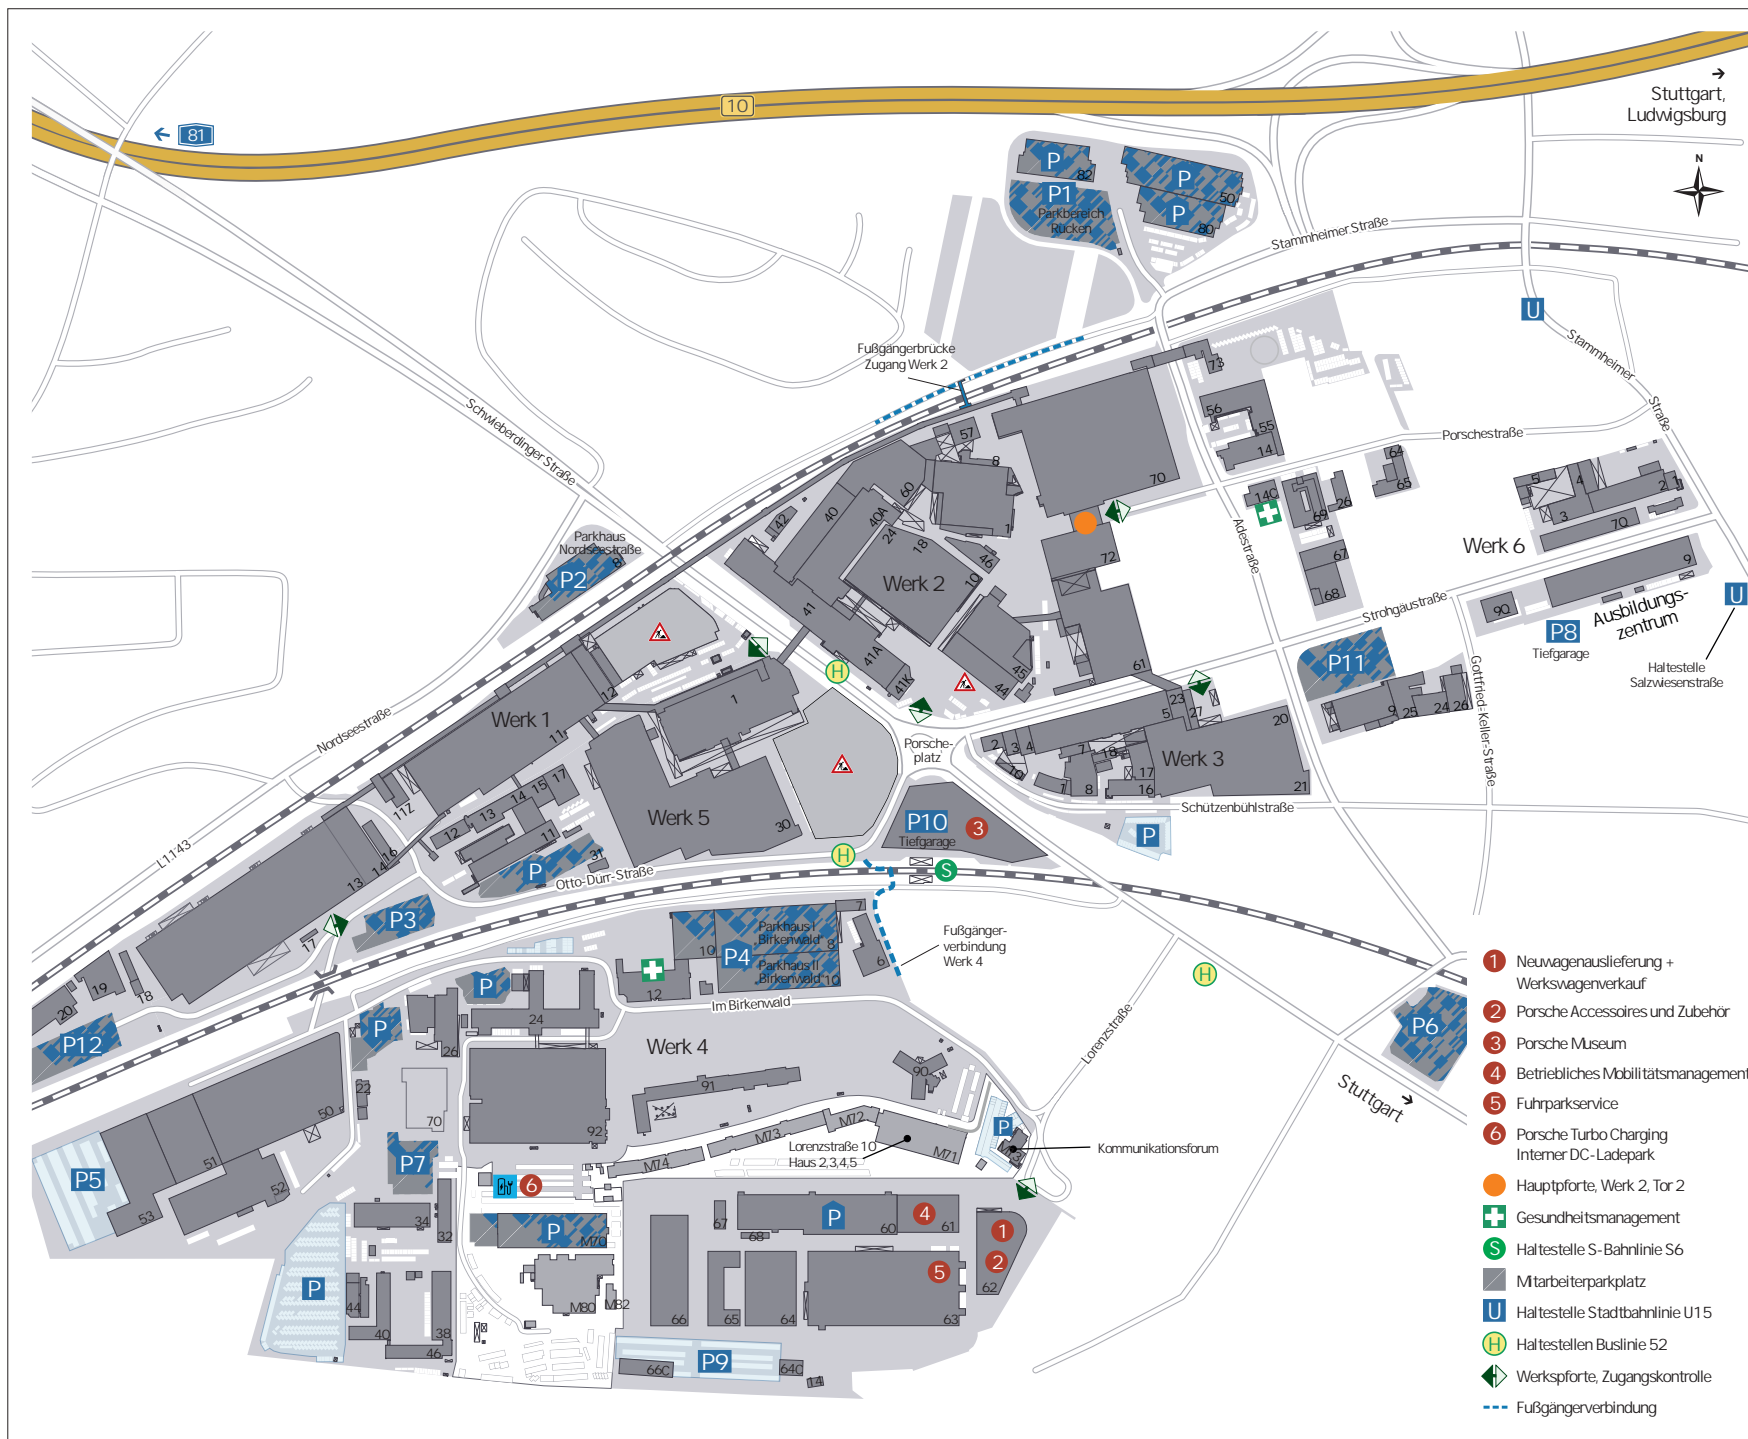 10
81
Stuttgart,
Ludwigsburg
N
P
82
P1
Parkbereich
Rücken
P
50
P
80
Stammheimer Straße
U
Stammheimer
Straße
Fußgängerbrücke
Zugang Werk 2
73
Schwieberdinger Straße
56
55
14
Porschestraße
57
8
70
64
65
60
40
40A
42
1
24
18
46
10
Werk 2
14C
69
26
5
4
2
1
3
7Q
Adestraße
Werk 6
Parkhaus
Nordseestraße
8
P2
72
67
68
9
9Q
Strohgäustraße
Ausbildungs-
zentrum
P8
Tiefgarage
U
Haltestelle
Salzwiesenstraße
41
41A
41K
45
44
61
H
P11
9
25
24
26
Gottfried-Keller-Straße
12
1
Werk 1
11
Nordseestraße
23
27
5
20
2
3
4
7
18
10
17
1
8
16
21
Werk 3
Porsche-
platz
Schützenbühlstraße
P
11Z
17
15
14
13
12
11
31
P
Werk 5
30
P10
Tiefgarage
3
H
S
L1143
16
14
13
Otto-Dürr-Straße
P3
17
18
19
20
P12
7
Parkhaus I
„Birkenwald“
8
10
P4
Parkhaus II
„Birkenwald“
10
6
12
Fußgänger-
verbindung
Werk 4
Im Birkenwald
P
P
24
26
Werk 4
H
Lorenzstraße
P6
Stuttgart
90
91
22
70
92
50
51
52
53
P5
P7
M72
M73
M74
M71
Lorenzstraße 10
Haus 2,3,4,5
P
Kommunikationsforum
6
34
32
P
M70
67
68
P
60
4
61
1
2
62
5
P
44
40
38
46
M80
M82
66
65
64
63
66C
P9
64C
14
1 Neuwagenauslieferung +
Werkswagenverkauf
2 Porsche Accessoires und Zubehör
3 Porsche Museum
4 Betriebliches Mobilitätsmanagement
5 Fuhrparkservice
6 Porsche Turbo Charging
Interner DC-Ladepark
Hauptpforte, Werk 2, Tor 2
Gesundheitsmanagement
S Haltestelle S-Bahnlinie S6
Mitarbeiterparkplatz
U Haltestelle Stadtbahnlinie U15
H Haltestellen Buslinie 52
Werkspforte, Zugangskontrolle
Fußgängerverbindung